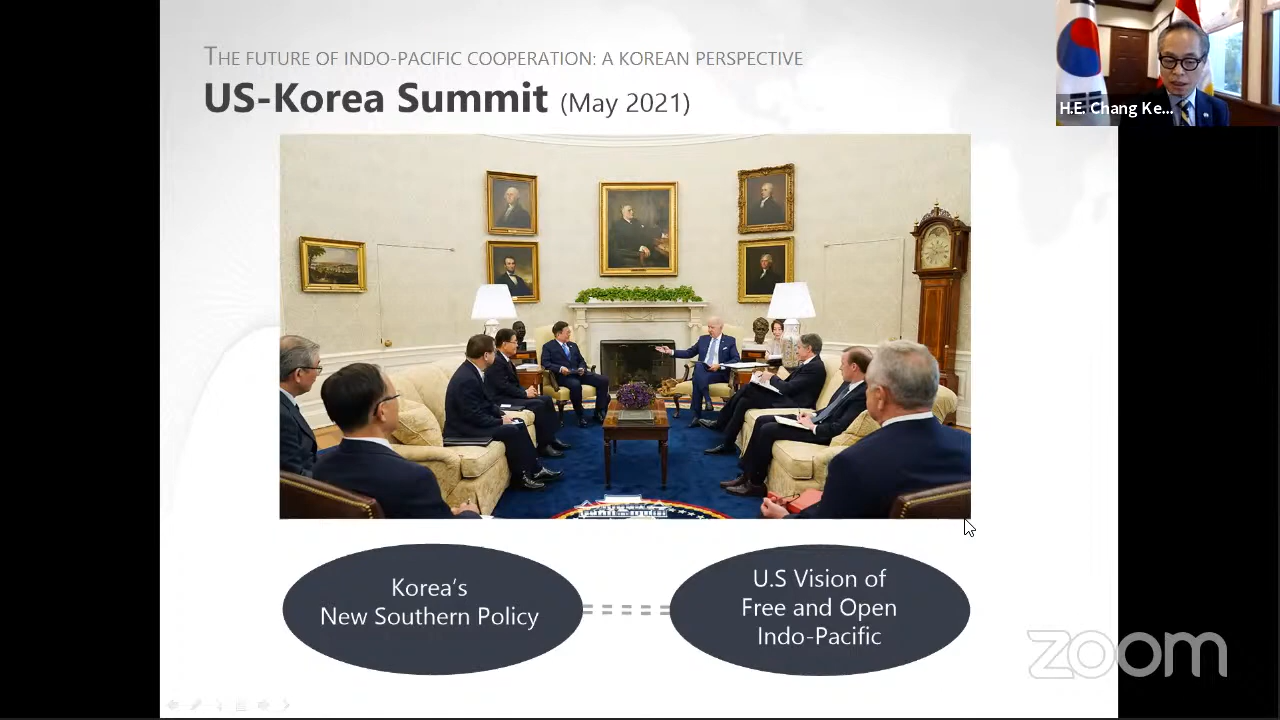 THE FUTURE OF INDO-PACIFIC COOPERATION: A KOREAN PERSPECTIVE
US-Korea Summit (May 2021)
H.E. Chang Ke...
Korea's
New Southern Policy
U.S Vision of
Free and Open
Indo-Pacific
zoom